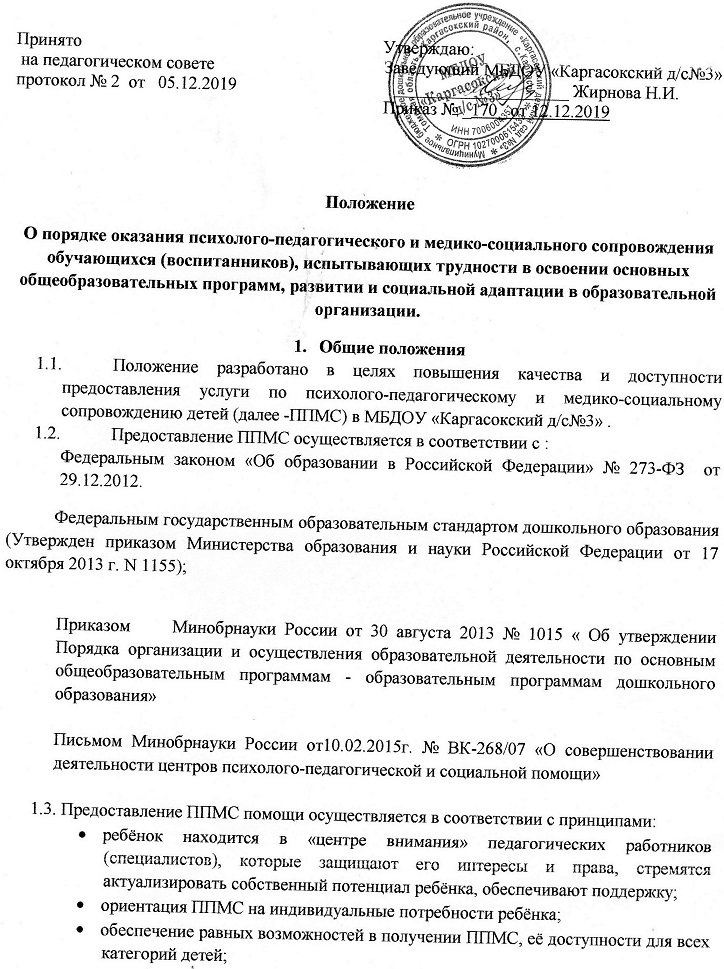 Принято
на педагогическом совете
протокол № 2 от 05.12.2019
Утверждаю:
Заведующий МБДОУ «Каргасокский д/с№3»
Жирнова Н.И.
Приказ № 170 от 12.12.2019
МБДОУ
«Каргасокский
д/с №3»
ИНН 7006004
ОГРН 1027000615430
Положение
О порядке оказания психолого-педагогического и медико-социального сопровождения
обучающихся (воспитанников), испытывающих трудности в освоении основных
общеобразовательных программ, развитии и социальной адаптации в образовательной
организации.
1. Общие положения
1.1. Положение разработано в целях повышения качества и доступности
предоставления услуги по психолого-педагогическому и медико-социальному
сопровождению детей (далее -ППМС) в МБДОУ «Каргасокский д/с№3» .
1.2. Предоставление ППМС осуществляется в соответствии с :
Федеральным законом «Об образовании в Российской Федерации» № 273-ФЗ от
29.12.2012.
Федеральным государственным образовательным стандартом дошкольного образования
(Утвержден приказом Министерства образования и науки Российской Федерации от 17
октября 2013 г. N 1155);
Приказом Минобрнауки России от 30 августа 2013 № 1015 « Об утверждении
Порядка организации и осуществления образовательной деятельности по основным
общеобразовательным программам - образовательным программам дошкольного
образования»
Письмом Минобрнауки России от10.02.2015г. № ВК-268/07 «О совершенствовании
деятельности центров психолого-педагогической и социальной помощи»
1.3. Предоставление ППМС помощи осуществляется в соответствии с принципами:
• ребёнок находится в «центре внимания» педагогических работников
(специалистов), которые защищают его интересы и права, стремятся
актуализировать собственный потенциал ребёнка, обеспечивают поддержку;
• ориентация ППМС на индивидуальные потребности ребёнка;
• обеспечение равных возможностей в получении ППМС, её доступности для всех
категорий детей;